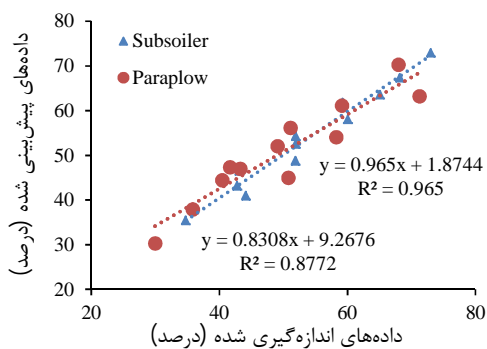 Subsoiler
Paraplow
80
70
60
50
40
30
20
داده‌های پیش‌بینی شده (درصد)
y = 0.965x + 1.8744
R² = 0.965
y = 0.8308x + 9.2676
R² = 0.8772
20 40 60 80
داده‌های اندازه‌گیری شده (درصد)